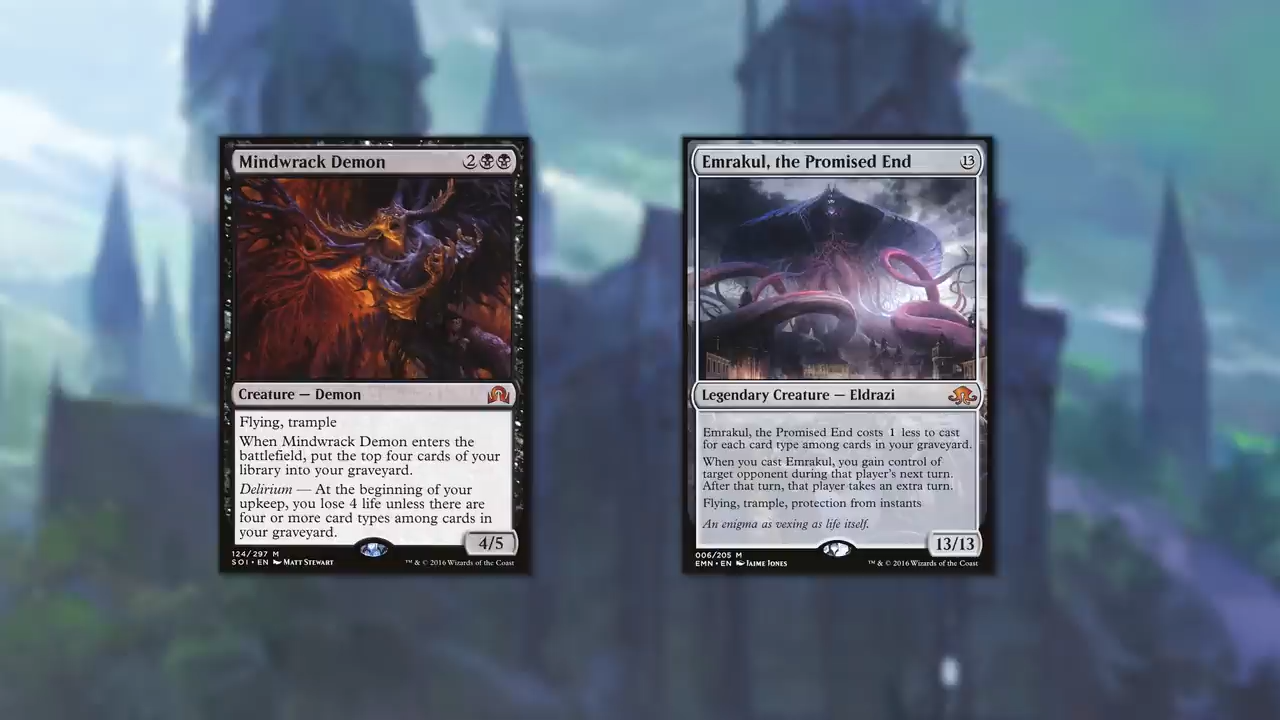 Mindwrack Demon 2
Creature — Demon
Flying, trample
When Mindwrack Demon enters the
battlefield, put the top four cards of your
library into your graveyard.
Delirium — At the beginning of your
upkeep, you lose 4 life unless there are
four or more card types among cards in
your graveyard.
4/5
124/297 M
SOI • EN MATT STEWART
™ & © 2016 Wizards of the Coast
Emrakul, the Promised End 13
Legendary Creature — Eldrazi
Emrakul, the Promised End costs 1 less to cast
for each card type among cards in your graveyard.
When you cast Emrakul, you gain control of
target opponent during that player's next turn.
After that turn, that player takes an extra turn.
Flying, trample, protection from instants
An enigma as vexing as life itself.
13/13
006/205 M
EMN • EN JAIME JONES
™ & © 2016 Wizards of the Coast